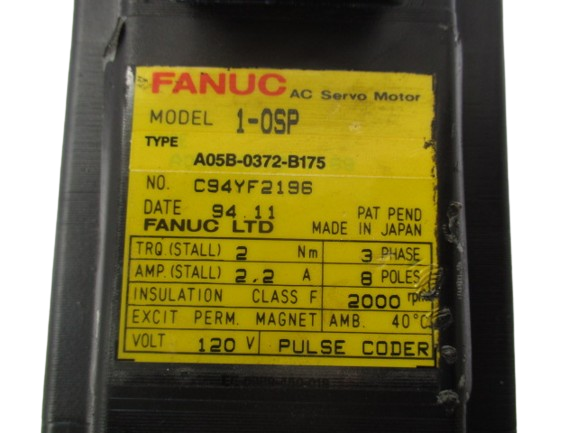 FANUC AC Servo Motor
MODEL 1-OSP
TYPE
A05B-0372-B175
NO. C94YF2196
DATE 94.11 PAT PEND
FANUC LTD MADE IN JAPAN
TRQ.(STALL) 2 Nm 3 PHASE
AMP.(STALL) 2.2 A 8 POLES
INSULATION CLASS F 2000 rpm
EXCIT PERM. MAGNET AMB. 40°C
VOLT 120 V PULSE CODER